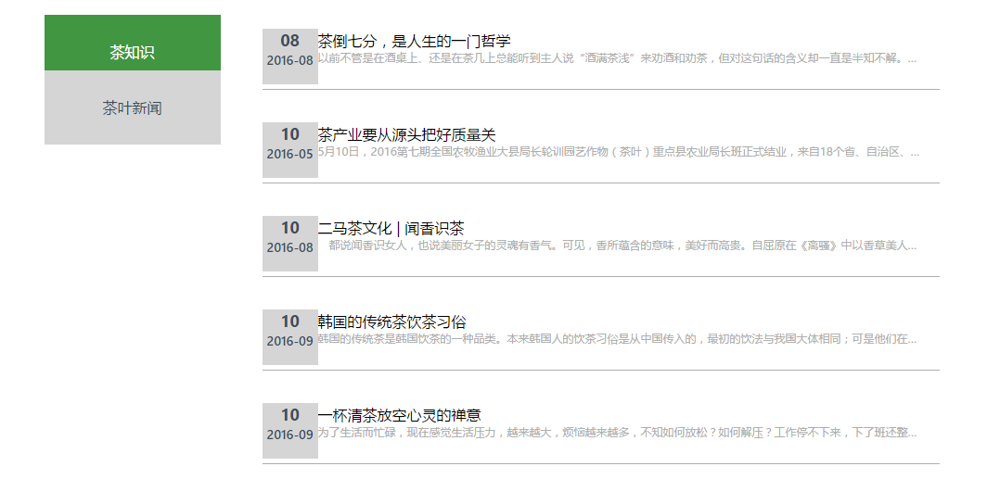 茶知识
茶叶新闻
08
2016-08
茶倒七分，是人生的一门哲学
以前不管是在酒桌上、还是在茶几上总能听到主人说“酒满茶浅”来劝酒和劝茶，但对这句话的含义却一直是半知不解。...
10
2016-05
茶产业要从源头把好质量关
5月10日，2016第七期全国农牧渔业大县局长轮训园艺作物（茶叶）重点县农业局长班正式结业，来自18个省、自治区、...
10
2016-08
二马茶文化 | 闻香识茶
都说闻香识女人，也说美丽女子的灵魂有香气。可见，香所蕴含的意味，美好而高贵。自屈原在《离骚》中以香草美人...
10
2016-09
韩国的传统茶饮茶习俗
韩国的传统茶是韩国饮茶的一种品类。本来韩国人的饮茶习俗是从中国传入的，最初的饮法与我国大体相同；可是他们在...
10
2016-09
一杯清茶放空心灵的禅意
为了生活而忙碌，现在感觉生活压力，越来越大，烦恼越来越多，不知如何放松？如何解压？工作停不下来，下了班还整...